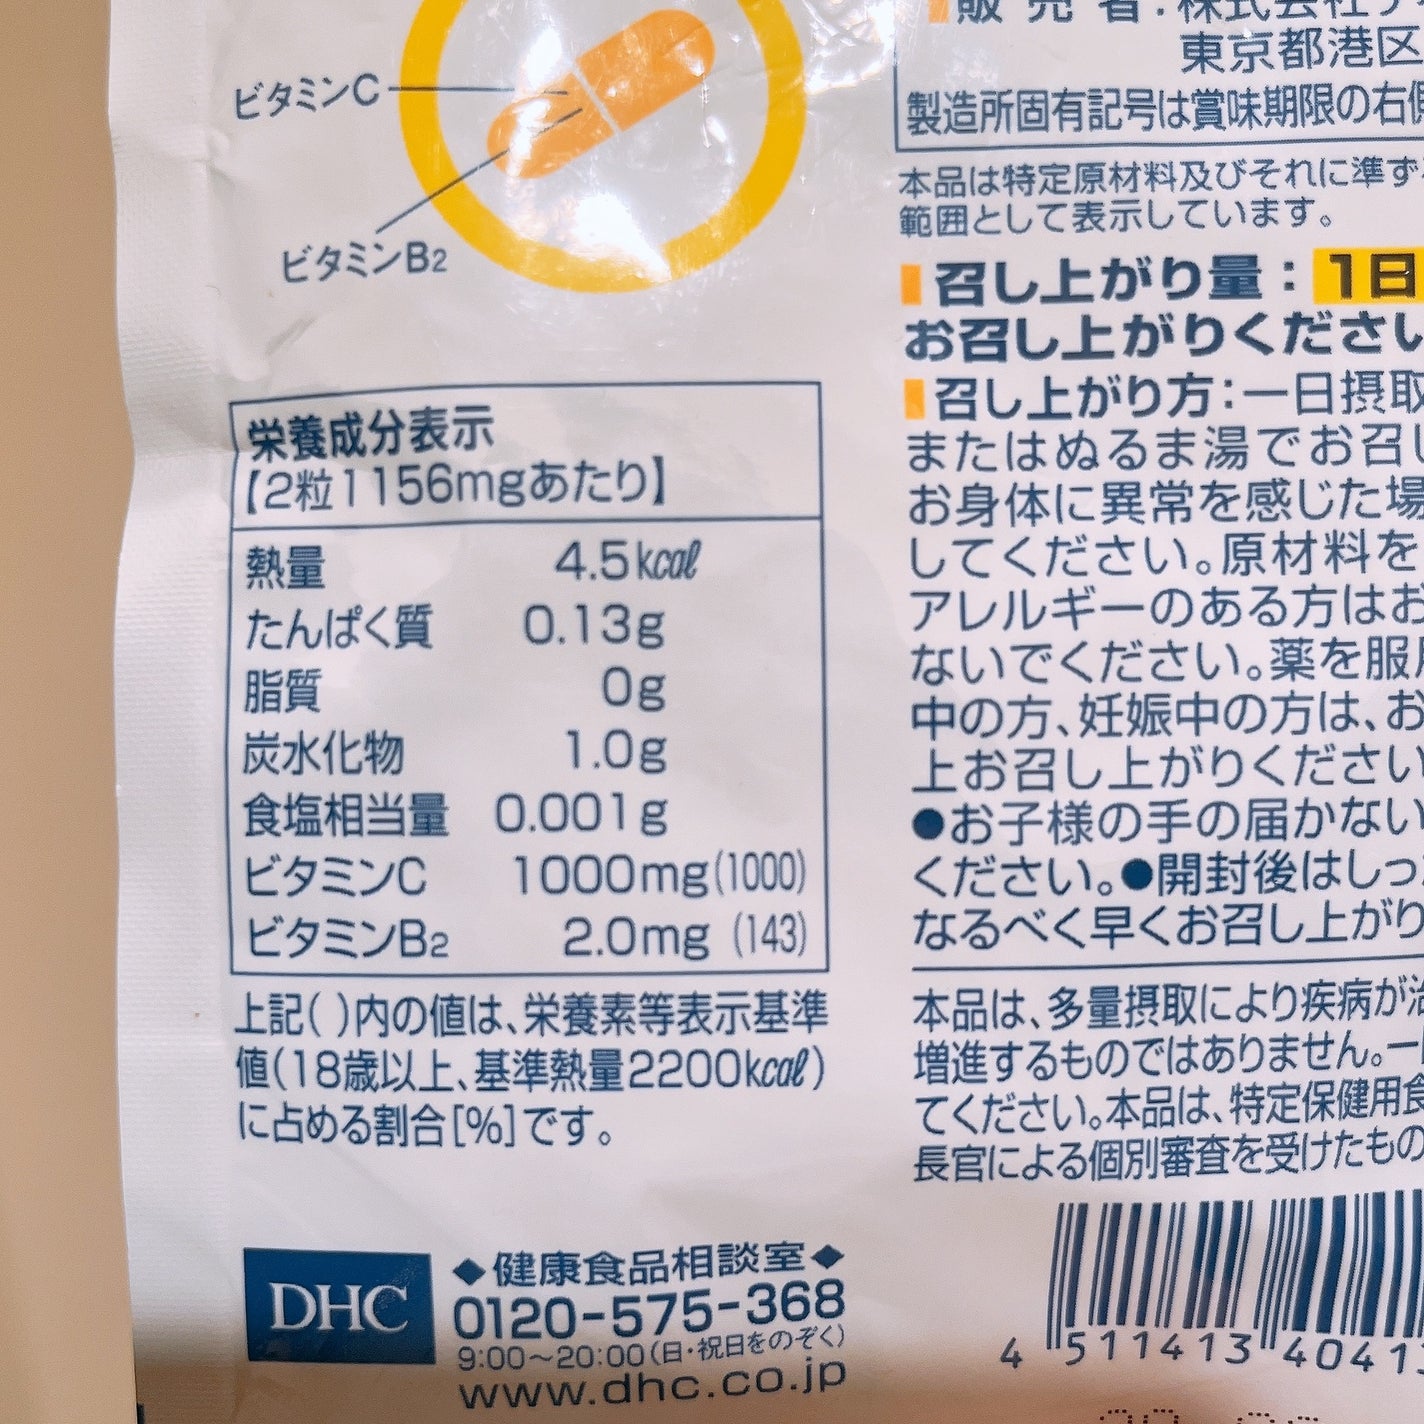 ビタミンC
ビタミンB2
栄養成分表示
【2粒1156mgあたり】
熱量 4.5kcal
たんぱく質 0.13g
脂質 0g
炭水化物 1.0g
食塩相当量 0.001g
ビタミンC 1000mg(1000)
ビタミンB2 2.0mg (143)
上記( )内の値は、栄養素等表示基準
値(18歳以上、基準熱量2200kcal)
に占める割合[%]です。
DHC
◆健康食品相談室◆
0120-575-368
9:00〜20:00(日・祝日をのぞく)
www.dhc.co.jp
販売者:株式会社
東京都港区
製造所固有記号は賞味期限の右
本品は特定原材料及びそれに準ず
範囲として表示しています。
召し上がり量:1日
お召し上がりください
召し上がり方:一日摂取
またはぬるま湯でお召し
お身体に異常を感じた場
してください。原材料を
アレルギーのある方はお
ないでください。薬を服
中の方、妊娠中の方は、お
上お召し上がりください
●お子様の手の届かない
ください。●開封後はしっ
なるべく早くお召し上がり
本品は、多量摂取により疾病が
増進するものではありません。一
てください。本品は、特定保健用食
長官による個別審査を受けたもの
4 511413 4041